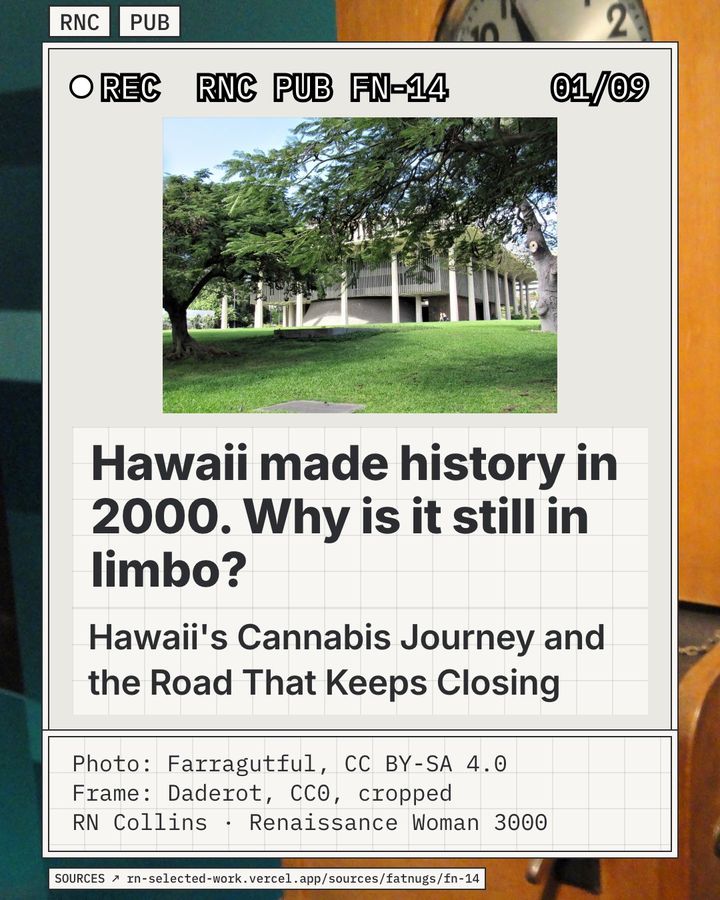 RNC PUB
REC RNC PUB FN-14 01/09
Hawaii made history in
2000. Why is it still in
limbo?
Hawaii's Cannabis Journey and
the Road That Keeps Closing
Photo: Farragutful, CC BY-SA 4.0
Frame: Daderot, CC0, cropped
RN Collins · Renaissance Woman 3000
SOURCES ↗ rn-selected-work.vercel.app/sources/fatnugs/fn-14